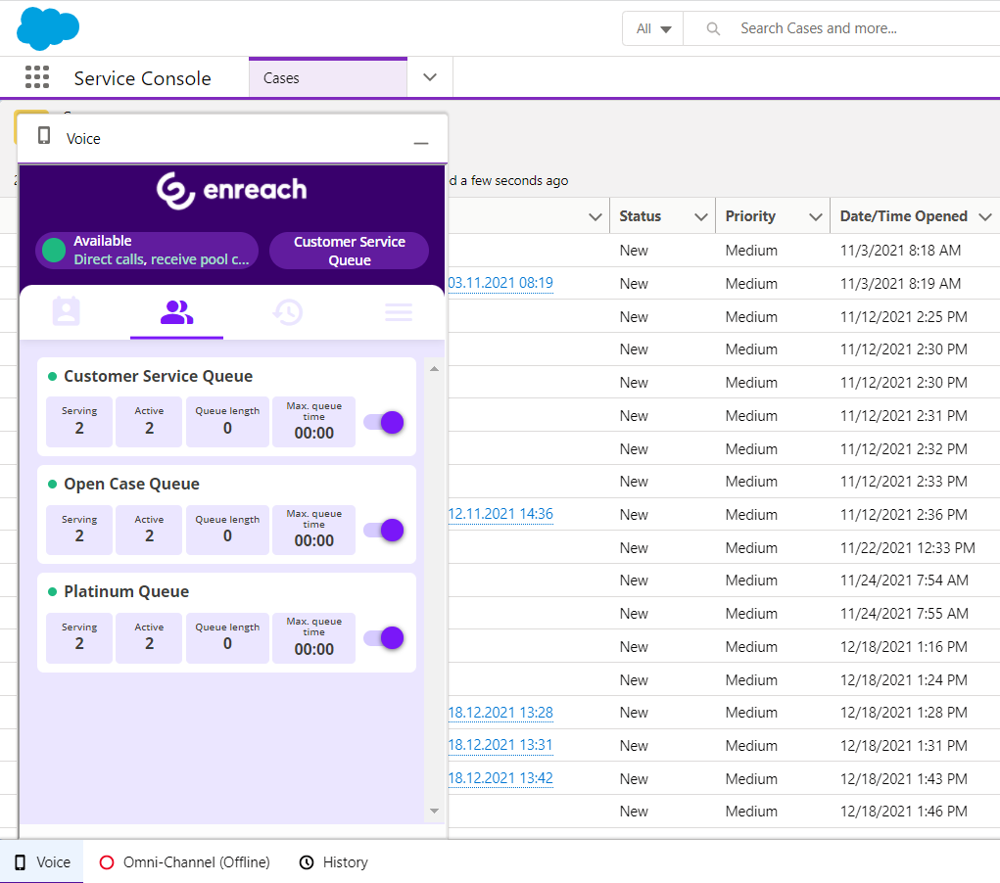 All
Search Cases and more...
Service Console
Cases
Voice
d a few seconds ago
enreach
Available
Direct calls, receive pool c...
Customer Service
Queue
Status
Priority
Date/Time Opened
New Medium 11/3/2021 8:18 AM
03.11.2021 08:19 New Medium 11/3/2021 8:19 AM
New Medium 11/12/2021 2:25 PM
New Medium 11/12/2021 2:30 PM
New Medium 11/12/2021 2:30 PM
New Medium 11/12/2021 2:31 PM
New Medium 11/12/2021 2:32 PM
New Medium 11/12/2021 2:33 PM
12.11.2021 14:36 New Medium 11/12/2021 2:36 PM
New Medium 11/22/2021 12:33 PM
New Medium 11/24/2021 7:54 AM
New Medium 11/24/2021 7:55 AM
New Medium 12/18/2021 1:16 PM
New Medium 12/18/2021 1:24 PM
18.12.2021 13:28 New Medium 12/18/2021 1:28 PM
18.12.2021 13:31 New Medium 12/18/2021 1:31 PM
18.12.2021 13:42 New Medium 12/18/2021 1:43 PM
New Medium 12/18/2021 1:46 PM
Customer Service Queue
Serving
2
Active
2
Queue length
0
Max. queue
time
00:00
Open Case Queue
Serving
2
Active
2
Queue length
0
Max. queue
time
00:00
Platinum Queue
Serving
2
Active
2
Queue length
0
Max. queue
time
00:00
Voice
Omni-Channel (Offline)
History